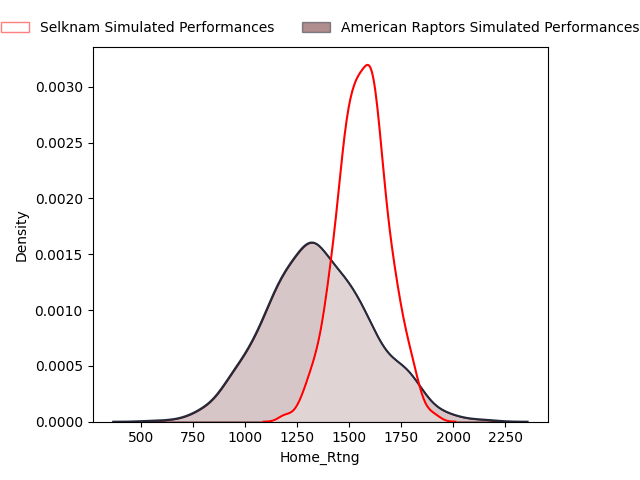 Selknam Simulated Performances American Raptors Simulated Performances
0.0030
0.0025
0.0020
0.0015
0.0010
0.0005
0.0000
Density
500 750 1000 1250 1500 1750 2000 2250
Home_Rtng